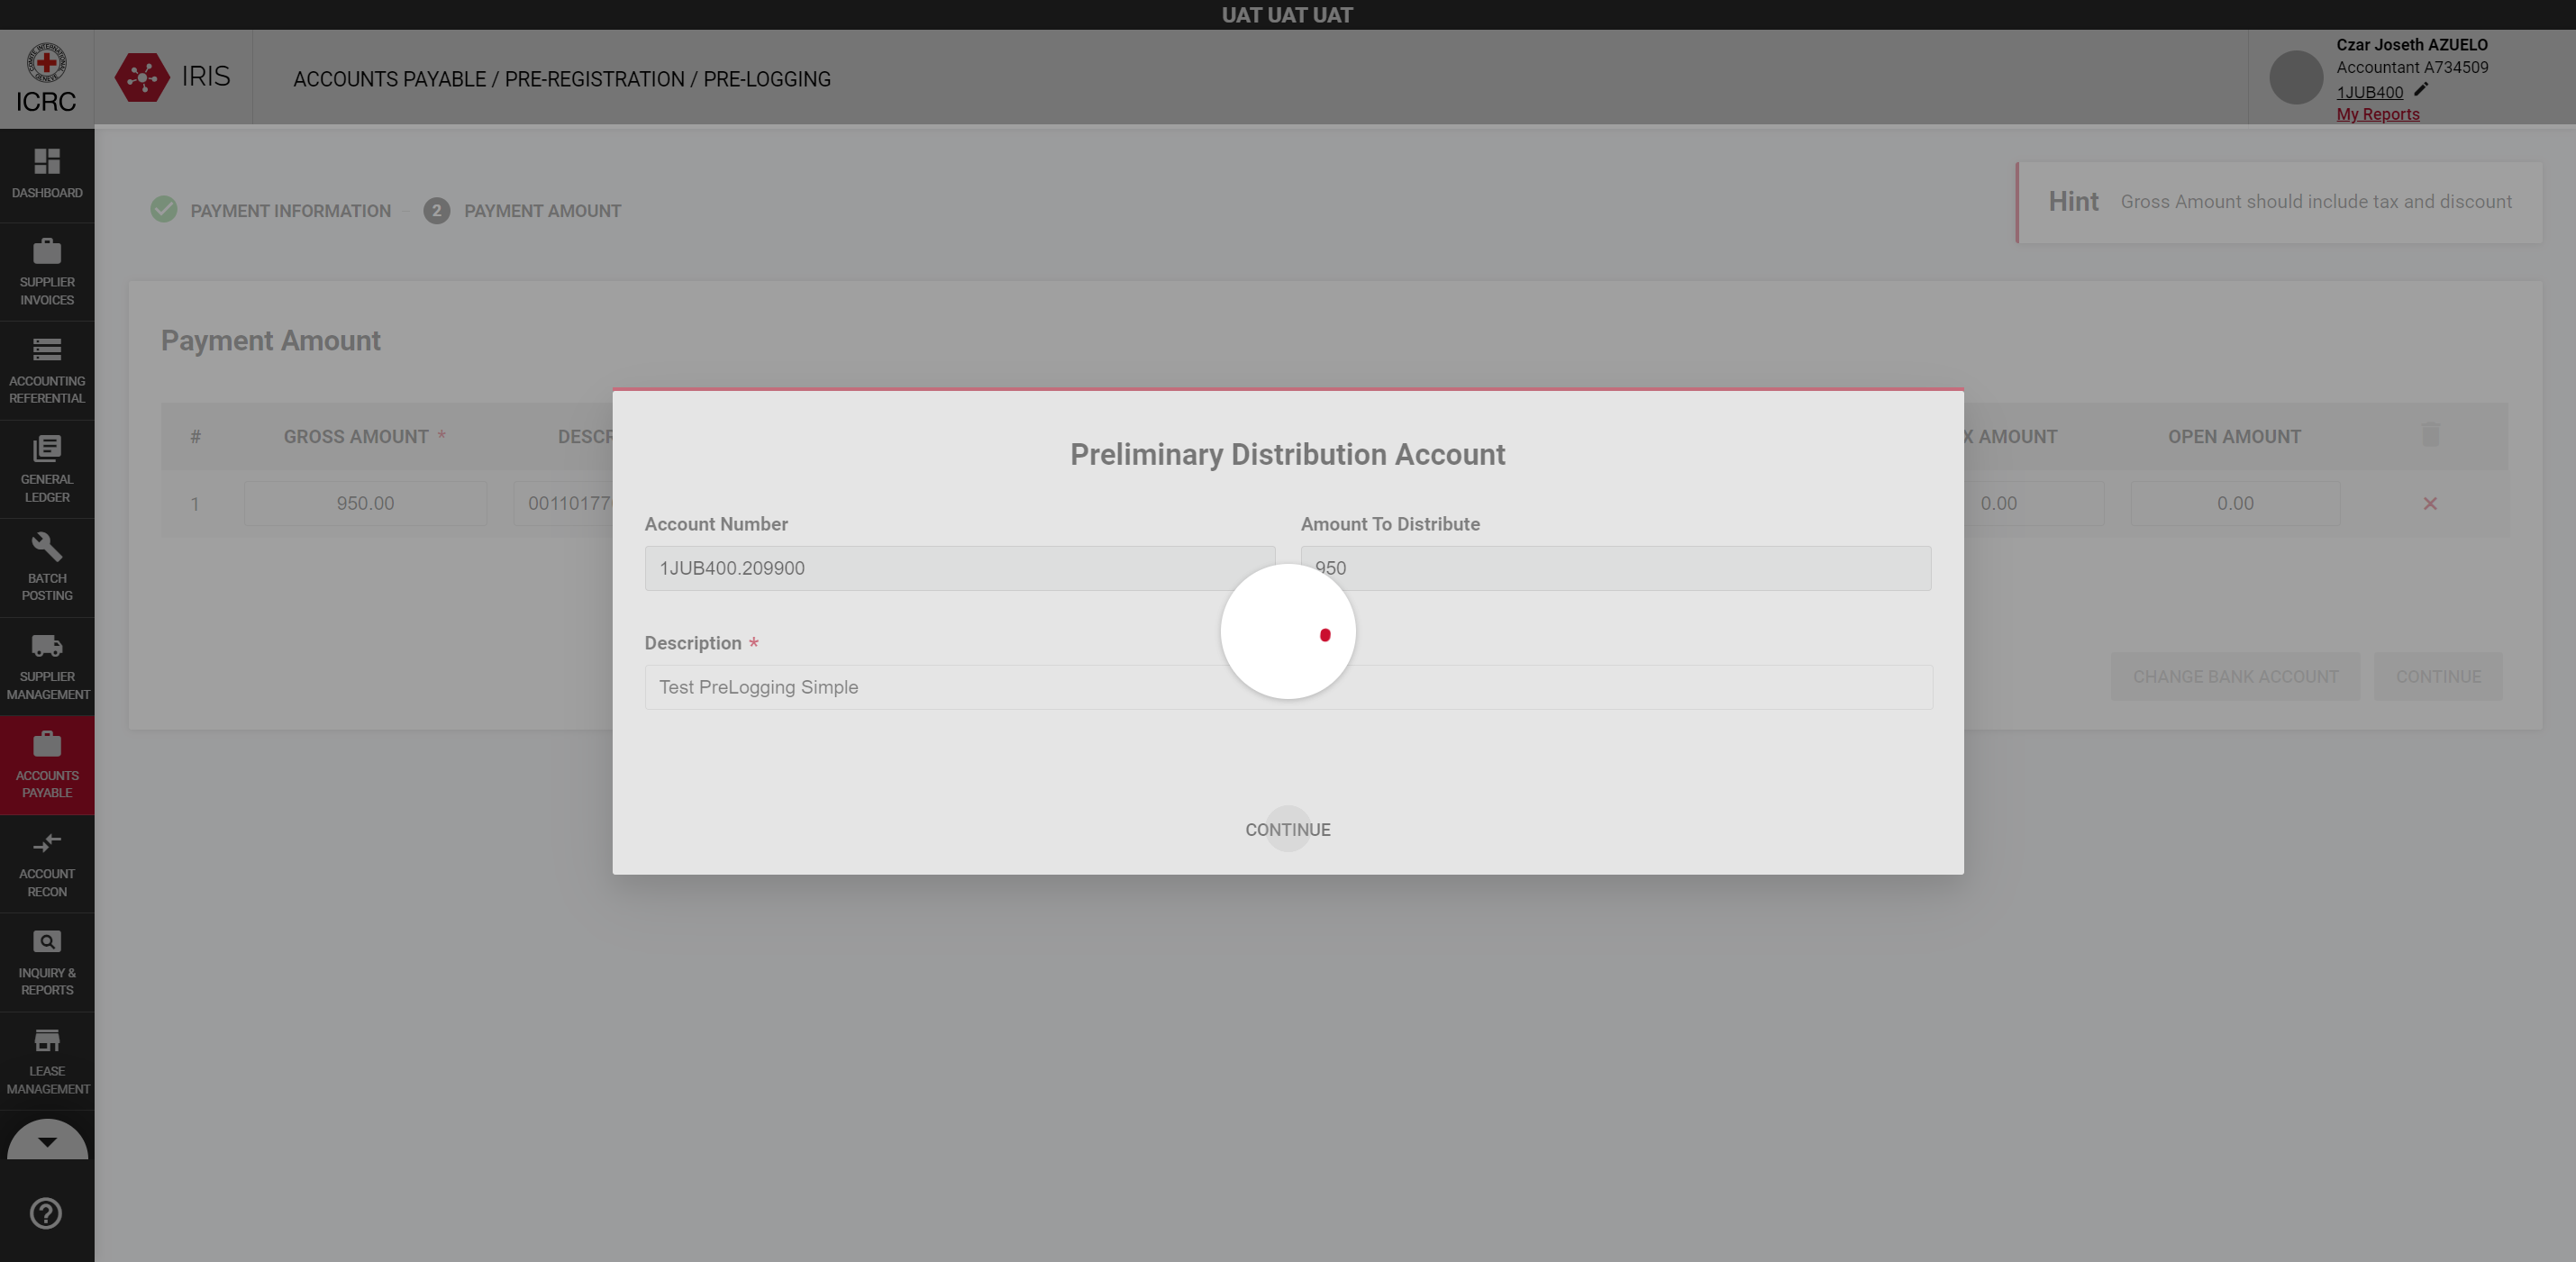 UAT UAT UAT
ICRC
IRIS
ACCOUNTS PAYABLE / PRE-REGISTRATION / PRE-LOGGING
Czar Joseth AZUELO
Accountant A734509
1JUB400
My Reports
DASHBOARD
SUPPLIER
INVOICES
ACCOUNTING
REFERENTIAL
GENERAL
LEDGER
BATCH
POSTING
SUPPLIER
MANAGEMENT
ACCOUNTS
PAYABLE
ACCOUNT
RECON
INQUIRY &
REPORTS
LEASE
MANAGEMENT
PAYMENT INFORMATION
2 PAYMENT AMOUNT
Hint Gross Amount should include tax and discount
Payment Amount
# GROSS AMOUNT * DESCR X AMOUNT OPEN AMOUNT
1 950.00 00110177 0.00 0.00
Preliminary Distribution Account
Account Number Amount To Distribute
1JUB400.209900 950
Description *
Test PreLogging Simple
CONTINUE
CHANGE BANK ACCOUNT CONTINUE